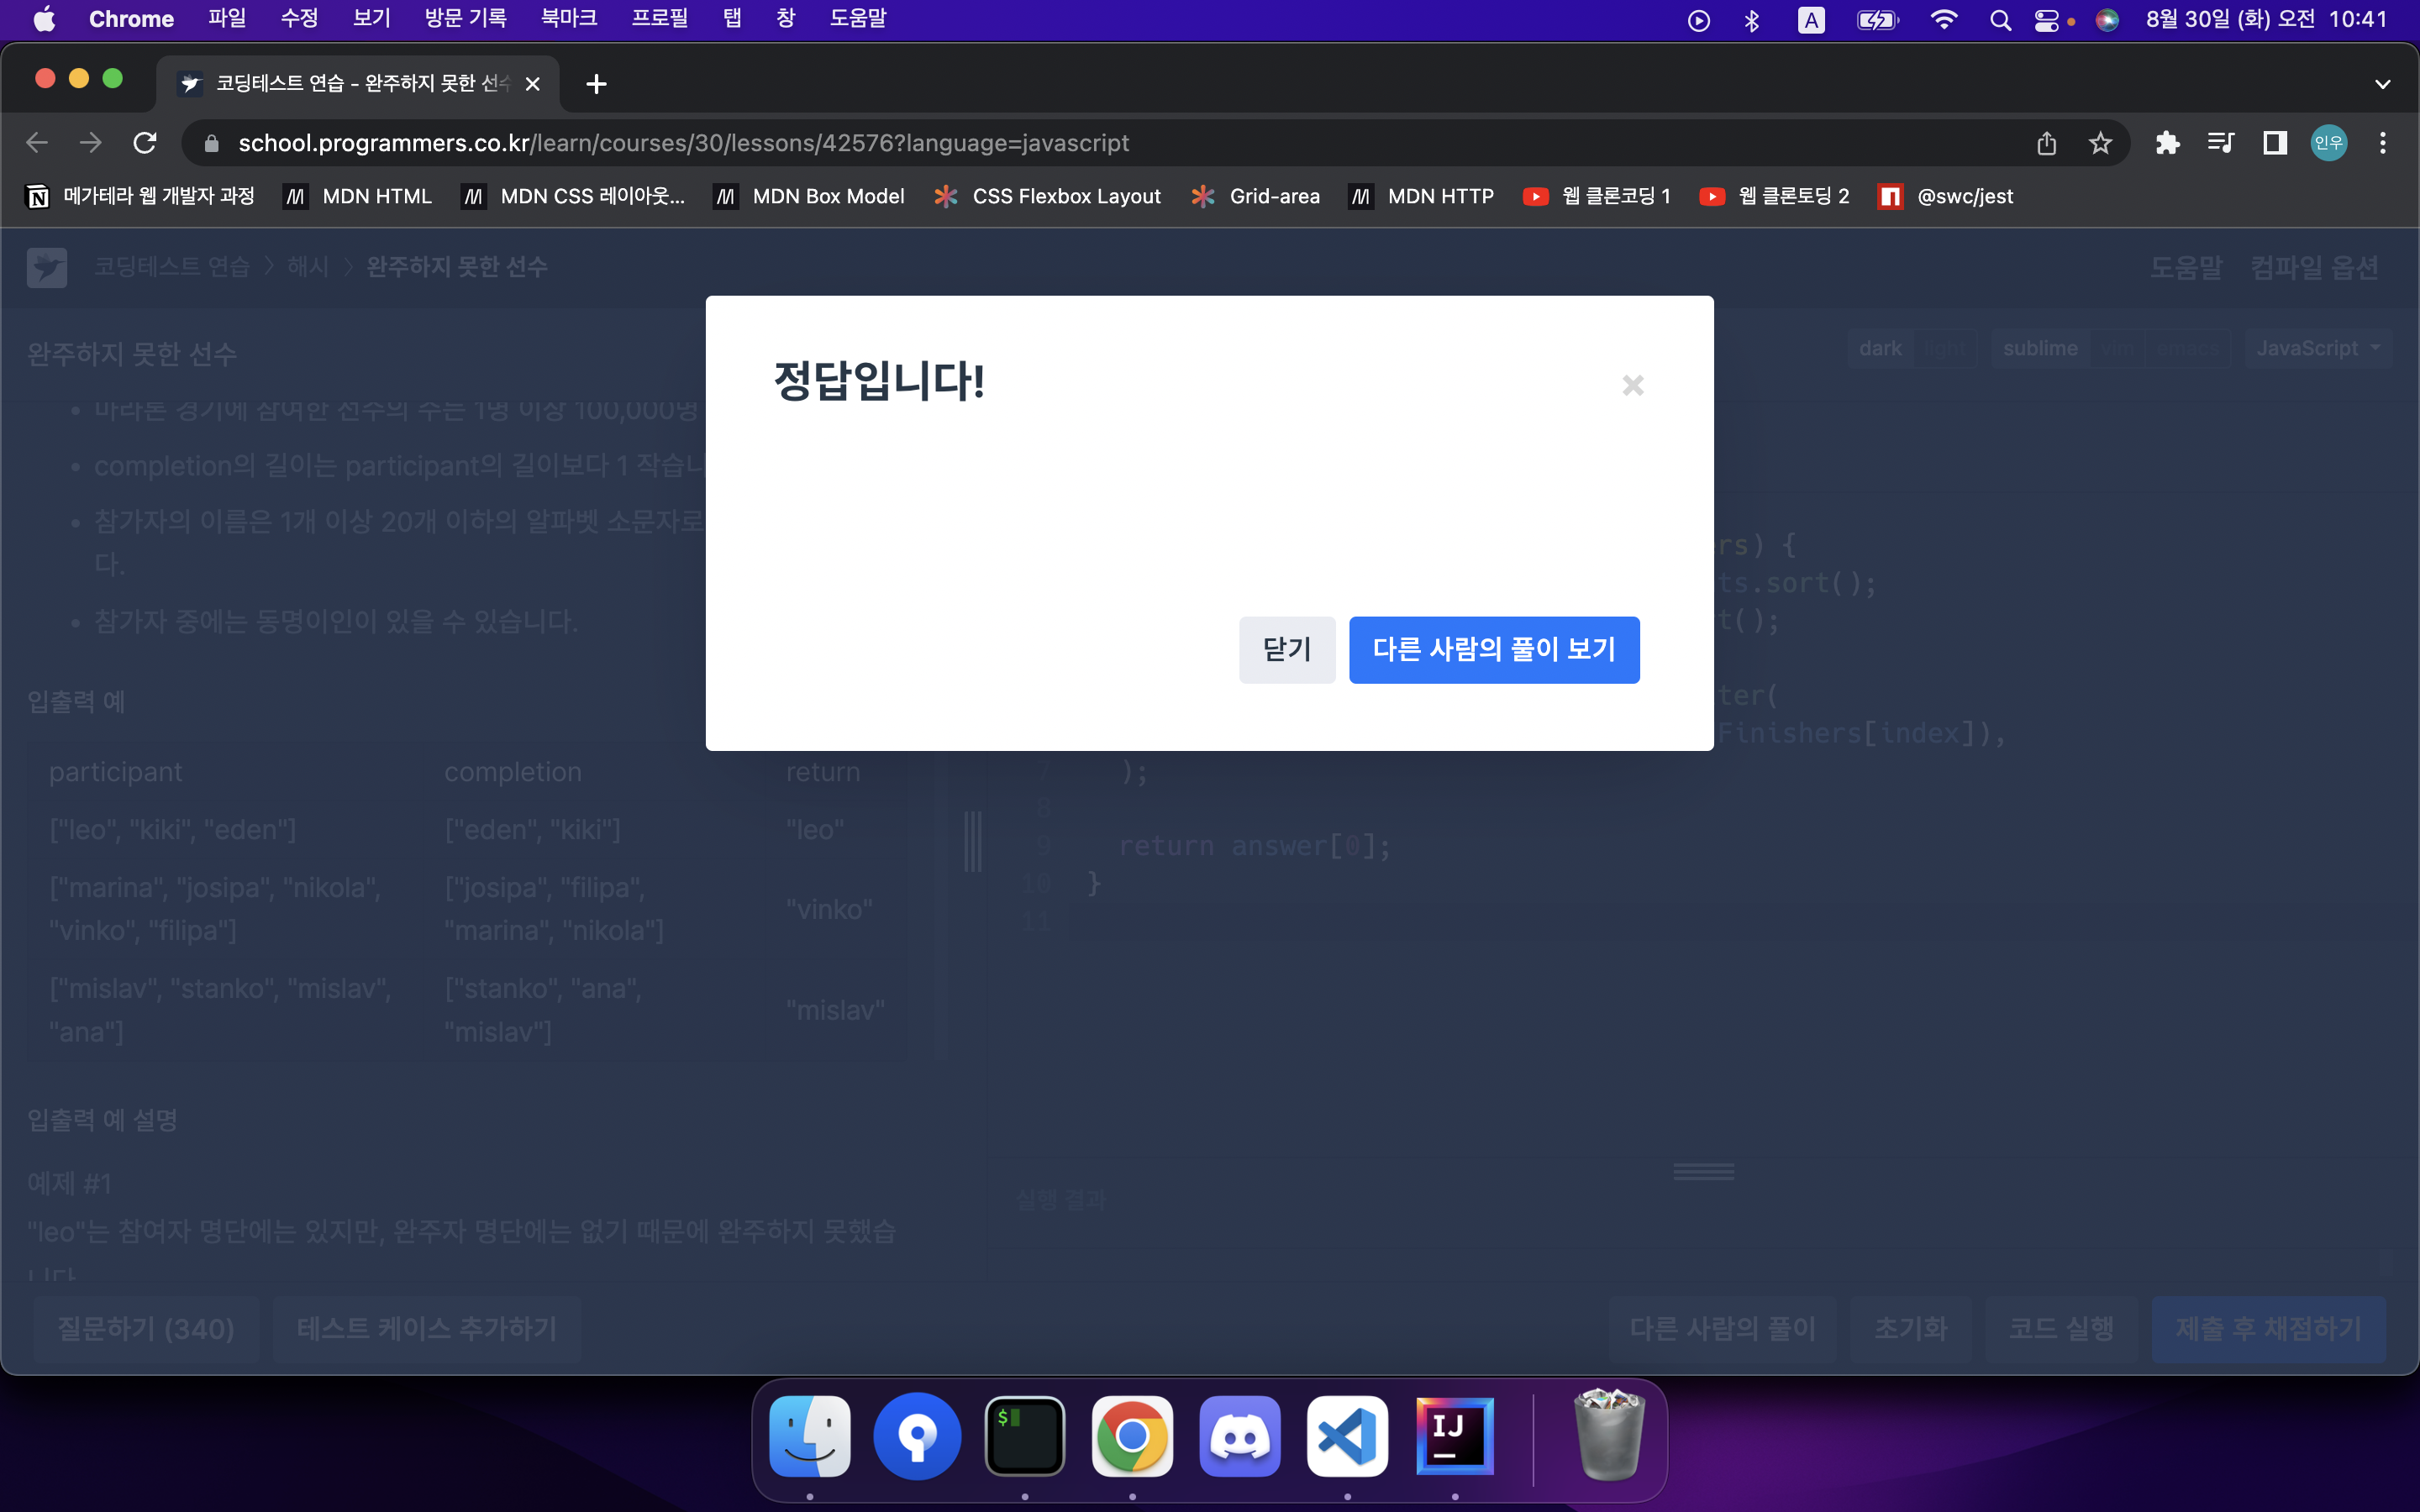 Chrome 파일 수정 보기 방문 기록 북마크 프로필 탭 창 도움말 A 8월 30일 (화) 오전 10:41
코딩테스트 연습 - 완주하지 못한 선수
school.programmers.co.kr/learn/courses/30/lessons/42576?language=javascript 인우
메가테라 웹 개발자 과정 MDN HTML MDN CSS 레이아웃... MDN Box Model CSS Flexbox Layout Grid-area MDN HTTP 웹 클론코딩 1 웹 클론토딩 2 @swc/jest
코딩테스트 연습 > 해시 > 완주하지 못한 선수 도움말 컴파일 옵션
완주하지 못한 선수 dark light sublime vim emacs JavaScript
마라톤 경기에 참여한 선수의 수는 1명 이상 100,000명
completion의 길이는 participant의 길이보다 1 작습니
참가자의 이름은 1개 이상 20개 이하의 알파벳 소문자로
다.
참가자 중에는 동명이인이 있을 수 있습니다.
입출력 예
participant completion return
["leo", "kiki", "eden"] ["eden", "kiki"] "leo"
["marina", "josipa", "nikola", "vinko", "filipa"] ["josipa", "filipa", "marina", "nikola"] "vinko"
["mislav", "stanko", "mislav", "ana"] ["stanko", "ana", "mislav"] "mislav"
입출력 예 설명
예제 #1
"leo"는 참여자 명단에는 있지만, 완주자 명단에는 없기 때문에 완주하지 못했습
니다
정답입니다!
×
닫기 다른 사람의 풀이 보기
rs) {
ts.sort();
t();
ter(
Finishers[index]),
7 );
8
9 return answer[0];
10 }
11
실행 결과
질문하기 (340) 테스트 케이스 추가하기 다른 사람의 풀이 초기화 코드 실행 제출 후 채점하기
$
IJ